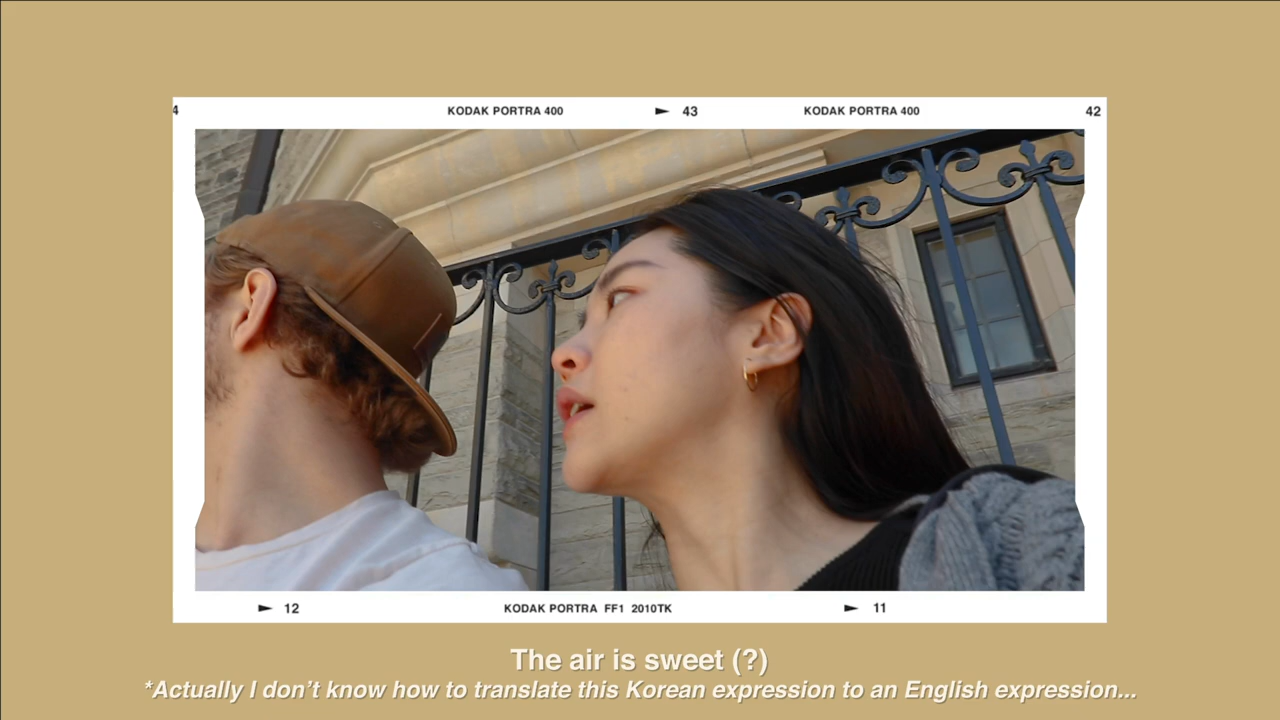 4 KODAK PORTRA 400 ► 43 KODAK PORTRA 400 42
► 12 KODAK PORTRA FF1 2010TK ► 11
The air is sweet (?)
*Actually I don't know how to translate this Korean expression to an English expression...